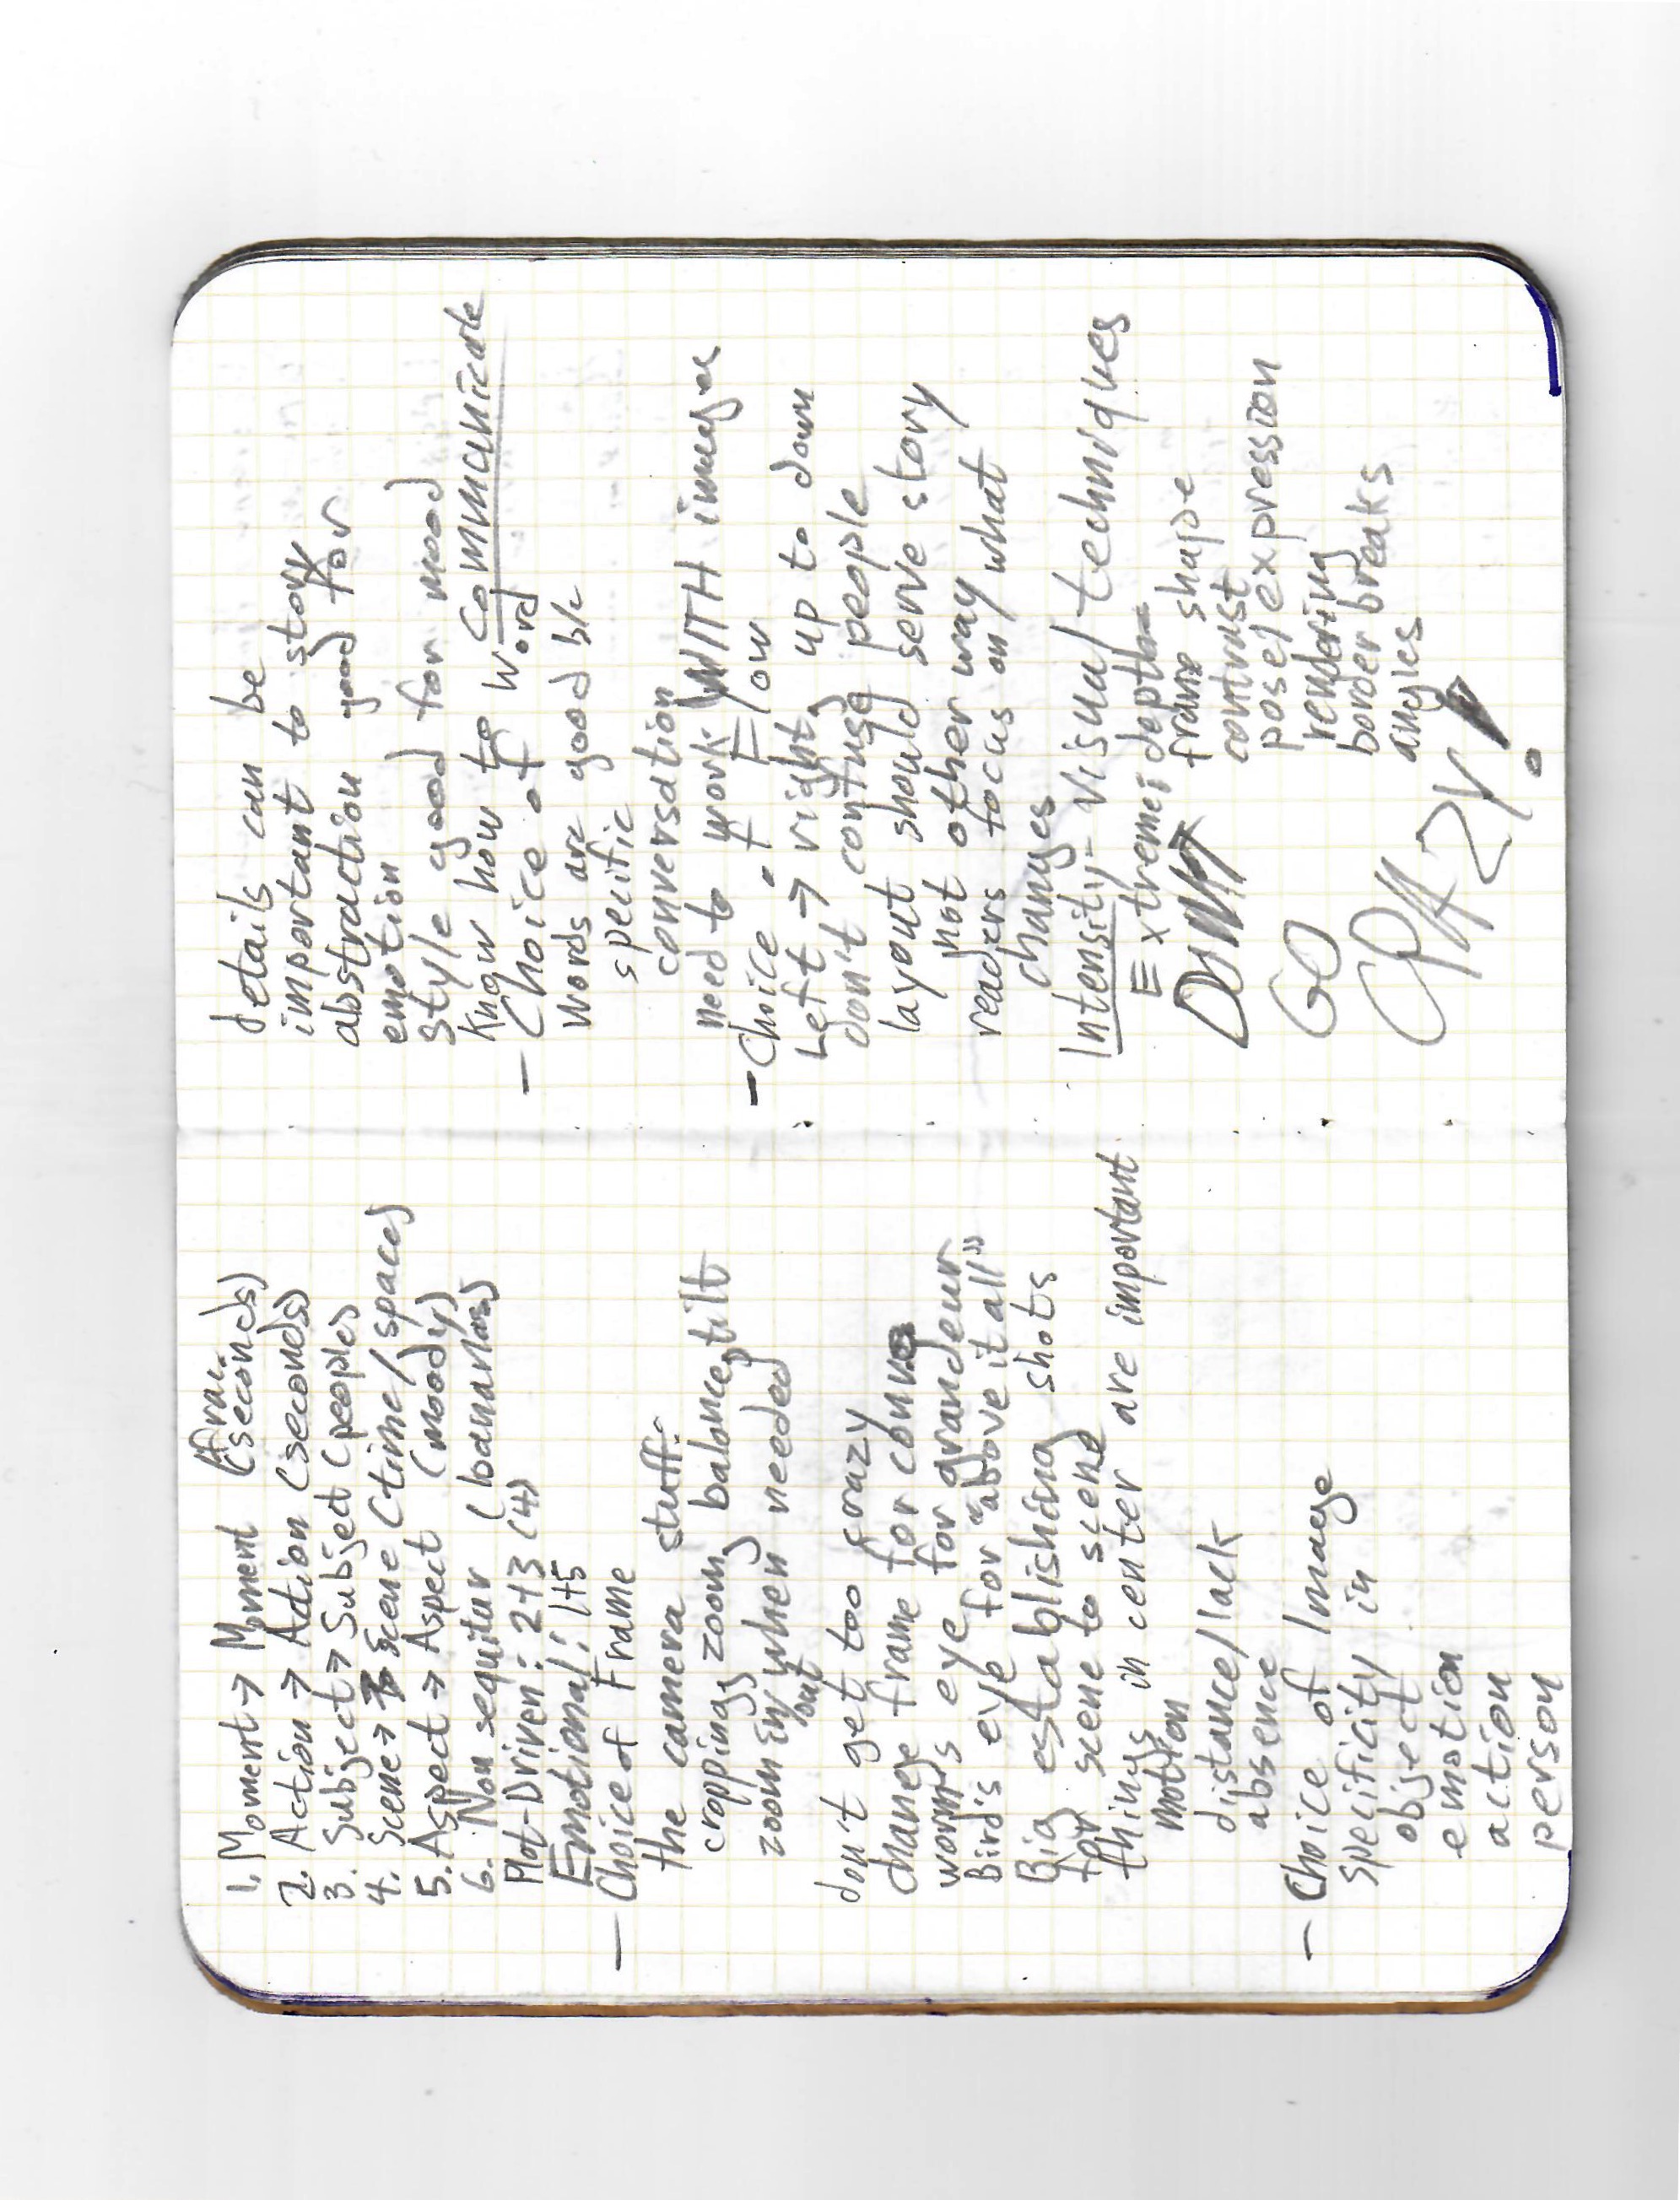 1. Moment → Moment (frac. seconds)
2. Action → Action (seconds)
3. Subject → Subject (people)
4. Scene → Scene (time/space)
5. Aspect → Aspect (moody)
6. Non sequitur (bananas)
Plot-Driven: 2+3 (4)
Emotional: 1+5
— Choice of Frame
the camera stuff:
cropping, zoom, balance, tilt
zoom in/out when needed
don't get too crazy
change frame for convo
worm's eye for grandeur
Bird's eye for "above it all"
Big establishing shots
for scene to scene
things in center are important
motion
distance/lack
absence
— Choice of Image
specificity in
object
emotion
action
person
details can be
important to story
abstraction good for
emotion
style good for mood
know how to communicate
— Choice of Word
Words are good b/c
specific
conversation
need to work WITH images
— Choice of Flow
Left → right, up to down
don't confuse people
layout should serve story
not other way
readers focus on/ what
changes
Intensity - Visual techniques
Extreme: depth
frame shape
contrast
pose/expression
rendering
border breaks
angles
DON'T
GO
CRAZY!